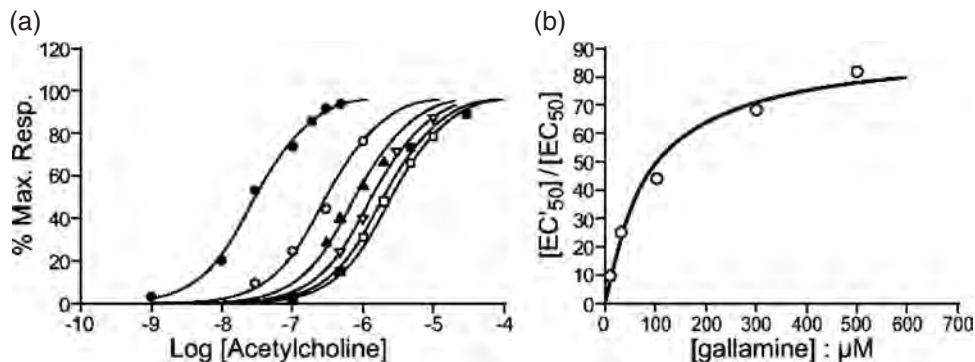 (a)
120
100
80
60
40
20
0
-10 -9 -8 -7 -6 -5 -4
% Max. Resp.
Log [Acetylcholine]
(b)
90
80
70
60
50
40
30
20
10
0
0 100 200 300 400 500 600 700
[EC'50] / [EC50]
[gallamine] : μM